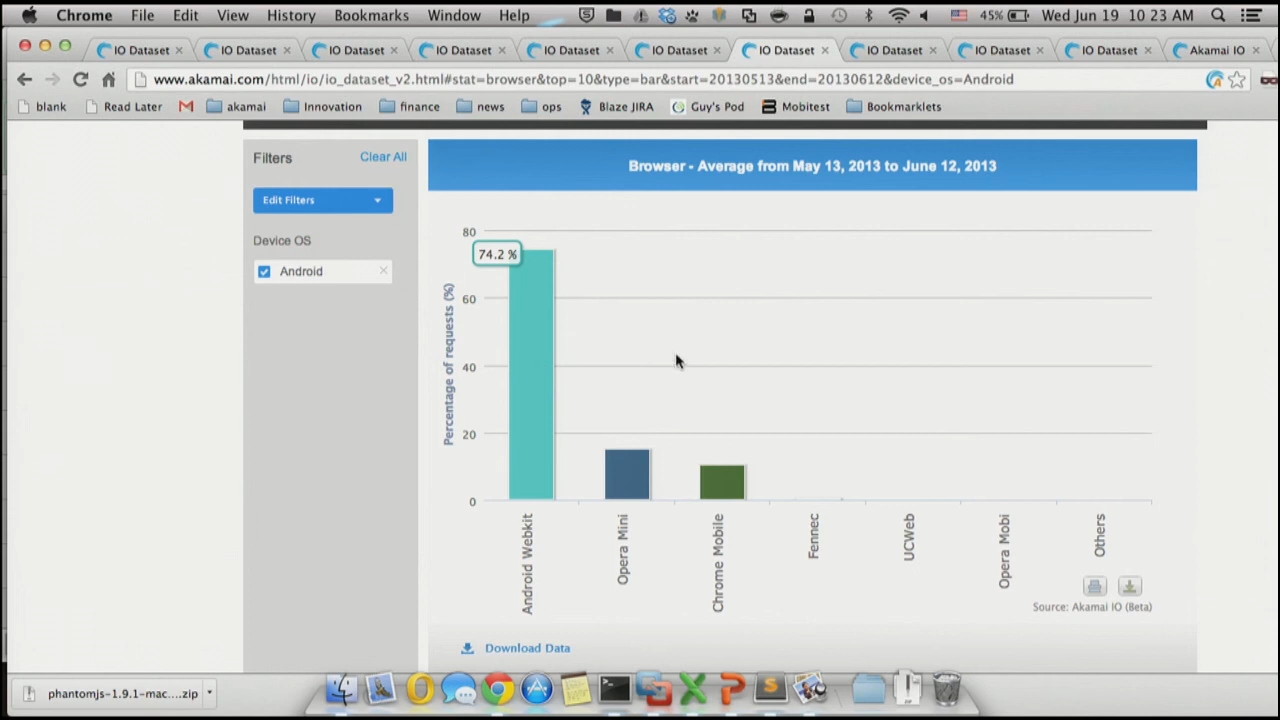 Chrome File Edit View History Bookmarks Window Help 45% Wed Jun 19 10:23 AM
IO Dataset IO Dataset IO Dataset IO Dataset IO Dataset IO Dataset IO Dataset IO Dataset IO Dataset IO Dataset Akamai IO
www.akamai.com/html/io/io_dataset_v2.html#stat=browser&top=10&type=bar&start=20130513&end=20130612&device_os=Android
blank Read Later akamai Innovation finance news ops Blaze JIRA Guy's Pod Mobitest Bookmarklets
Filters Clear All
Edit Filters
Device OS
Android
Browser - Average from May 13, 2013 to June 12, 2013
Percentage of requests (%)
80
74.2 %
60
40
20
0
Android Webkit
Opera Mini
Chrome Mobile
Fennec
UCWeb
Opera Mobi
Others
Source: Akamai IO (Beta)
Download Data
phantomjs-1.9.1-mac....zip